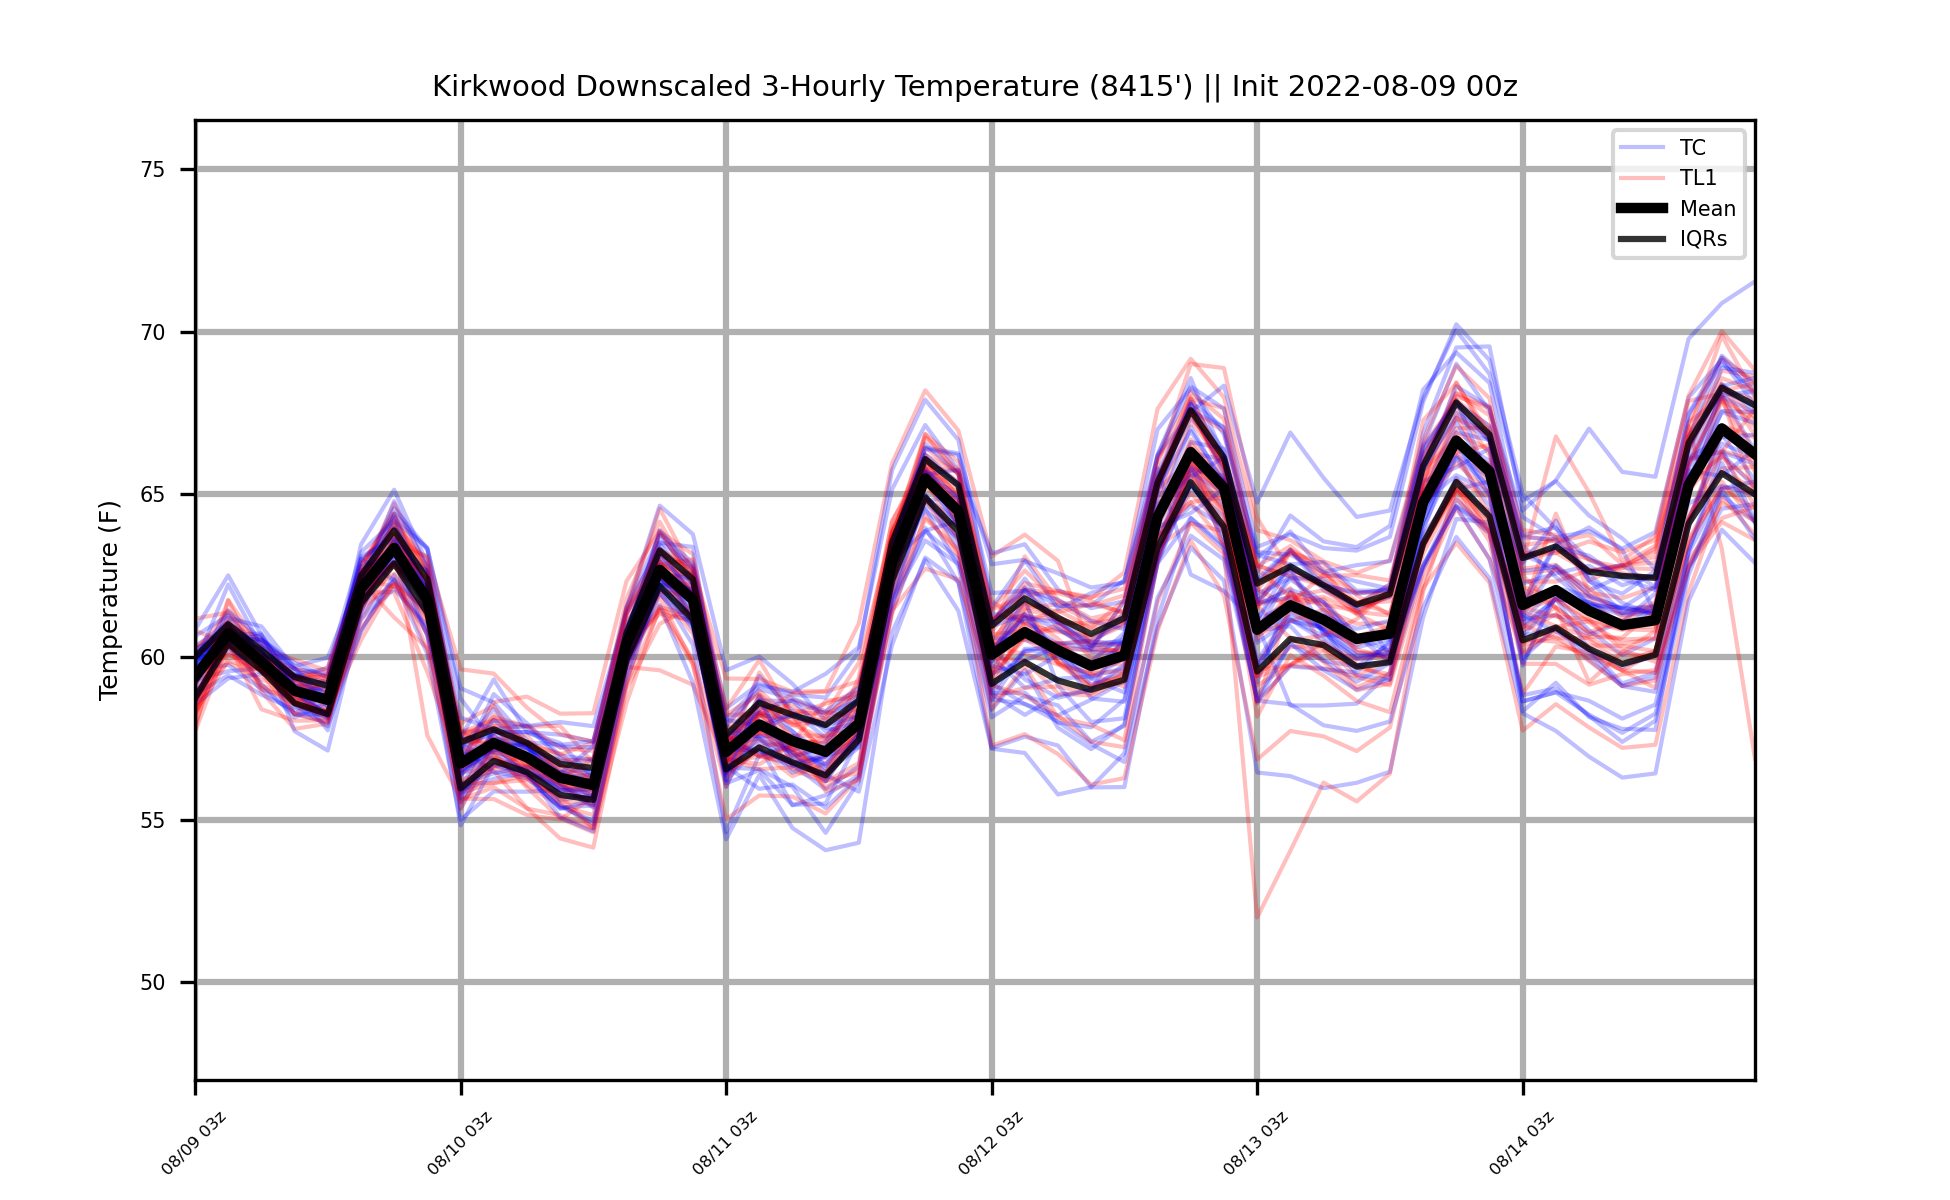 Kirkwood Downscaled 3-Hourly Temperature (8415') || Init 2022-08-09 00z
TC
TL1
Mean
IQRs
Temperature (F)
75
70
65
60
55
50
08/09 03z
08/10 03z
08/11 03z
08/12 03z
08/13 03z
08/14 03z